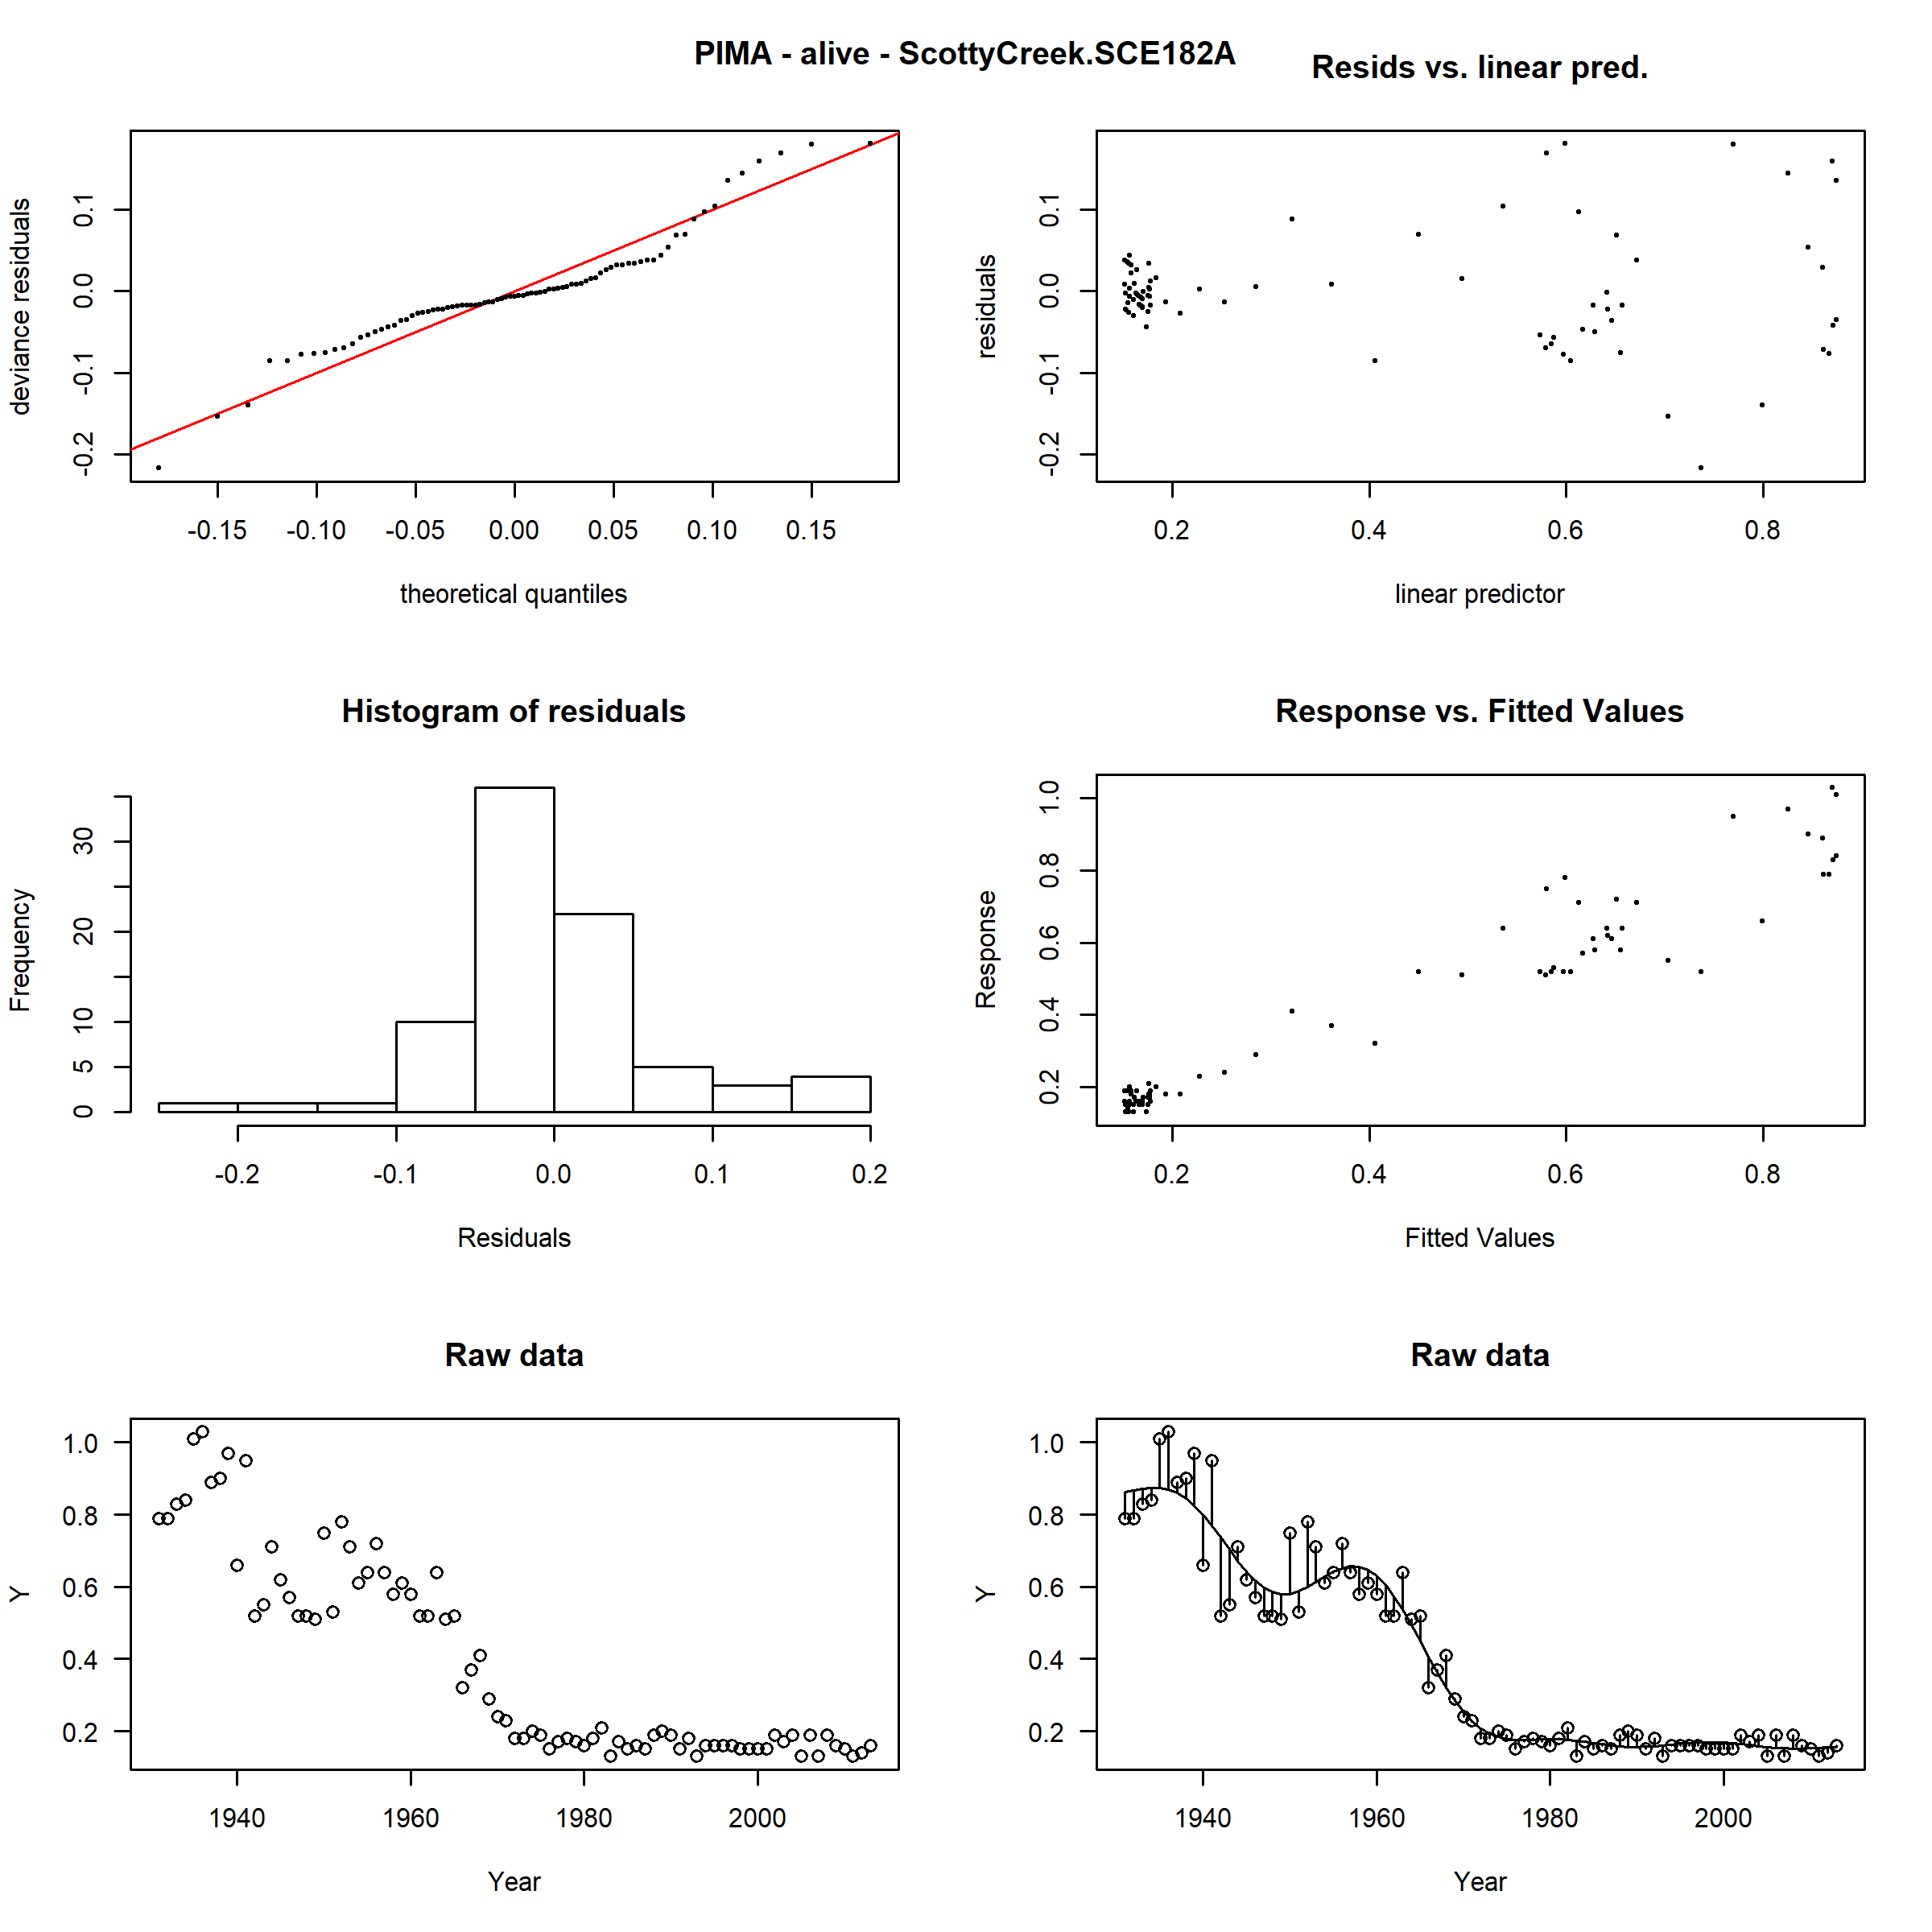 PIMA - alive - ScottyCreek.SCE182A
Resids vs. linear pred.
deviance residuals
-0.2 -0.1 0.0 0.1
-0.15 -0.10 -0.05 0.00 0.05 0.10 0.15
theoretical quantiles
residuals
-0.2 -0.1 0.0 0.1
0.2 0.4 0.6 0.8
linear predictor
Histogram of residuals
Frequency
0 5 10 20 30
-0.2 -0.1 0.0 0.1 0.2
Residuals
Response vs. Fitted Values
Response
0.2 0.4 0.6 0.8 1.0
0.2 0.4 0.6 0.8
Fitted Values
Raw data
Y
1.0
0.8
0.6
0.4
0.2
1940 1960 1980 2000
Year
Raw data
Y
1.0
0.8
0.6
0.4
0.2
1940 1960 1980 2000
Year